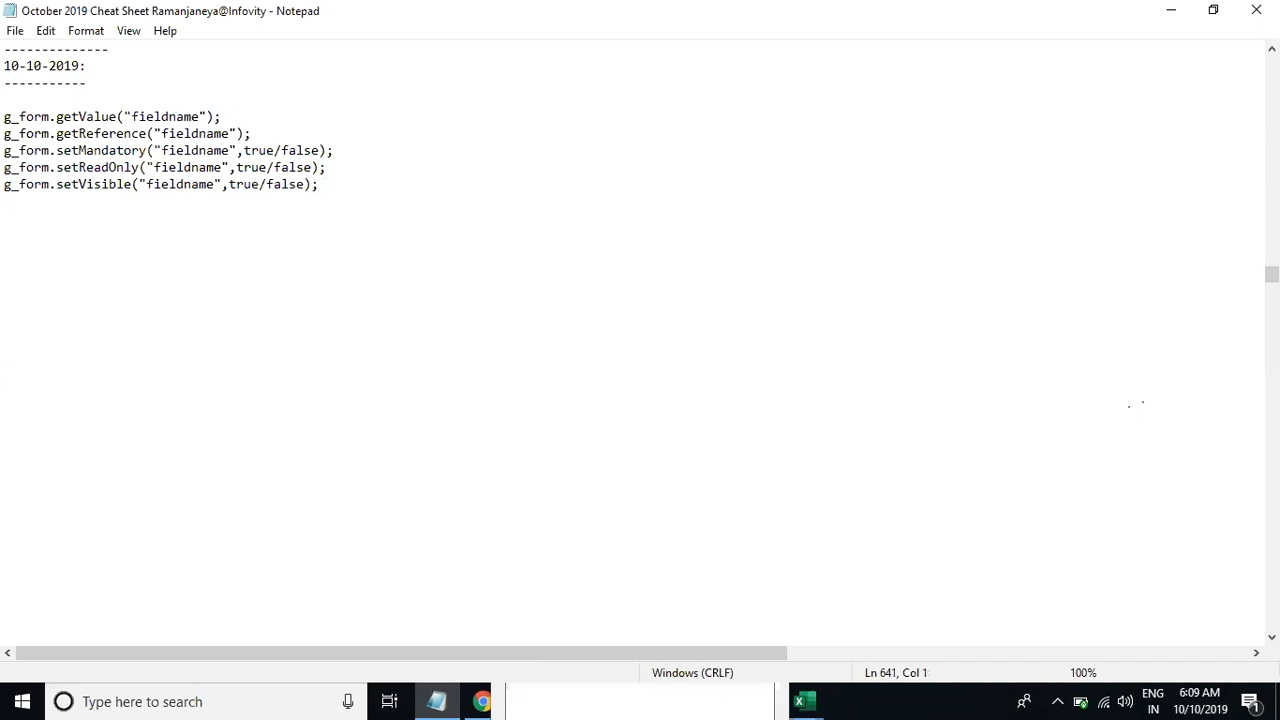 October 2019 Cheat Sheet Ramanjaneya@Infovity - Notepad
File Edit Format View Help
--------------
10-10-2019:
-----------
g_form.getValue("fieldname");
g_form.getReference("fieldname");
g_form.setMandatory("fieldname",true/false);
g_form.setReadOnly("fieldname",true/false);
g_form.setVisible("fieldname",true/false);
Windows (CRLF) Ln 641, Col 1 100%
Type here to search
ENG 6:09 AM
IN 10/10/2019 1